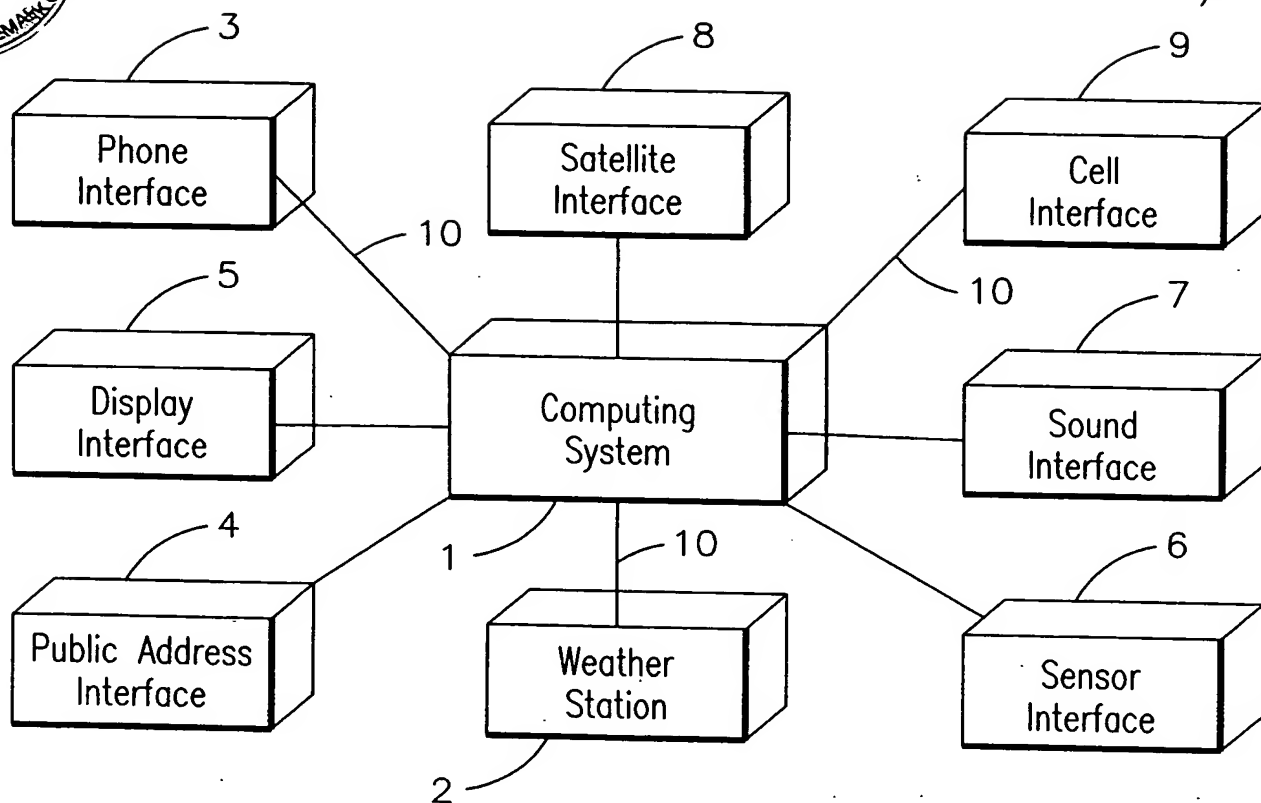 3
8
9
Phone
Interface
Satellite
Interface
Cell
Interface
10
10
5
7
Display
Interface
Computing
System
Sound
Interface
4
1
10
6
Public Address
Interface
Weather
Station
Sensor
Interface
2